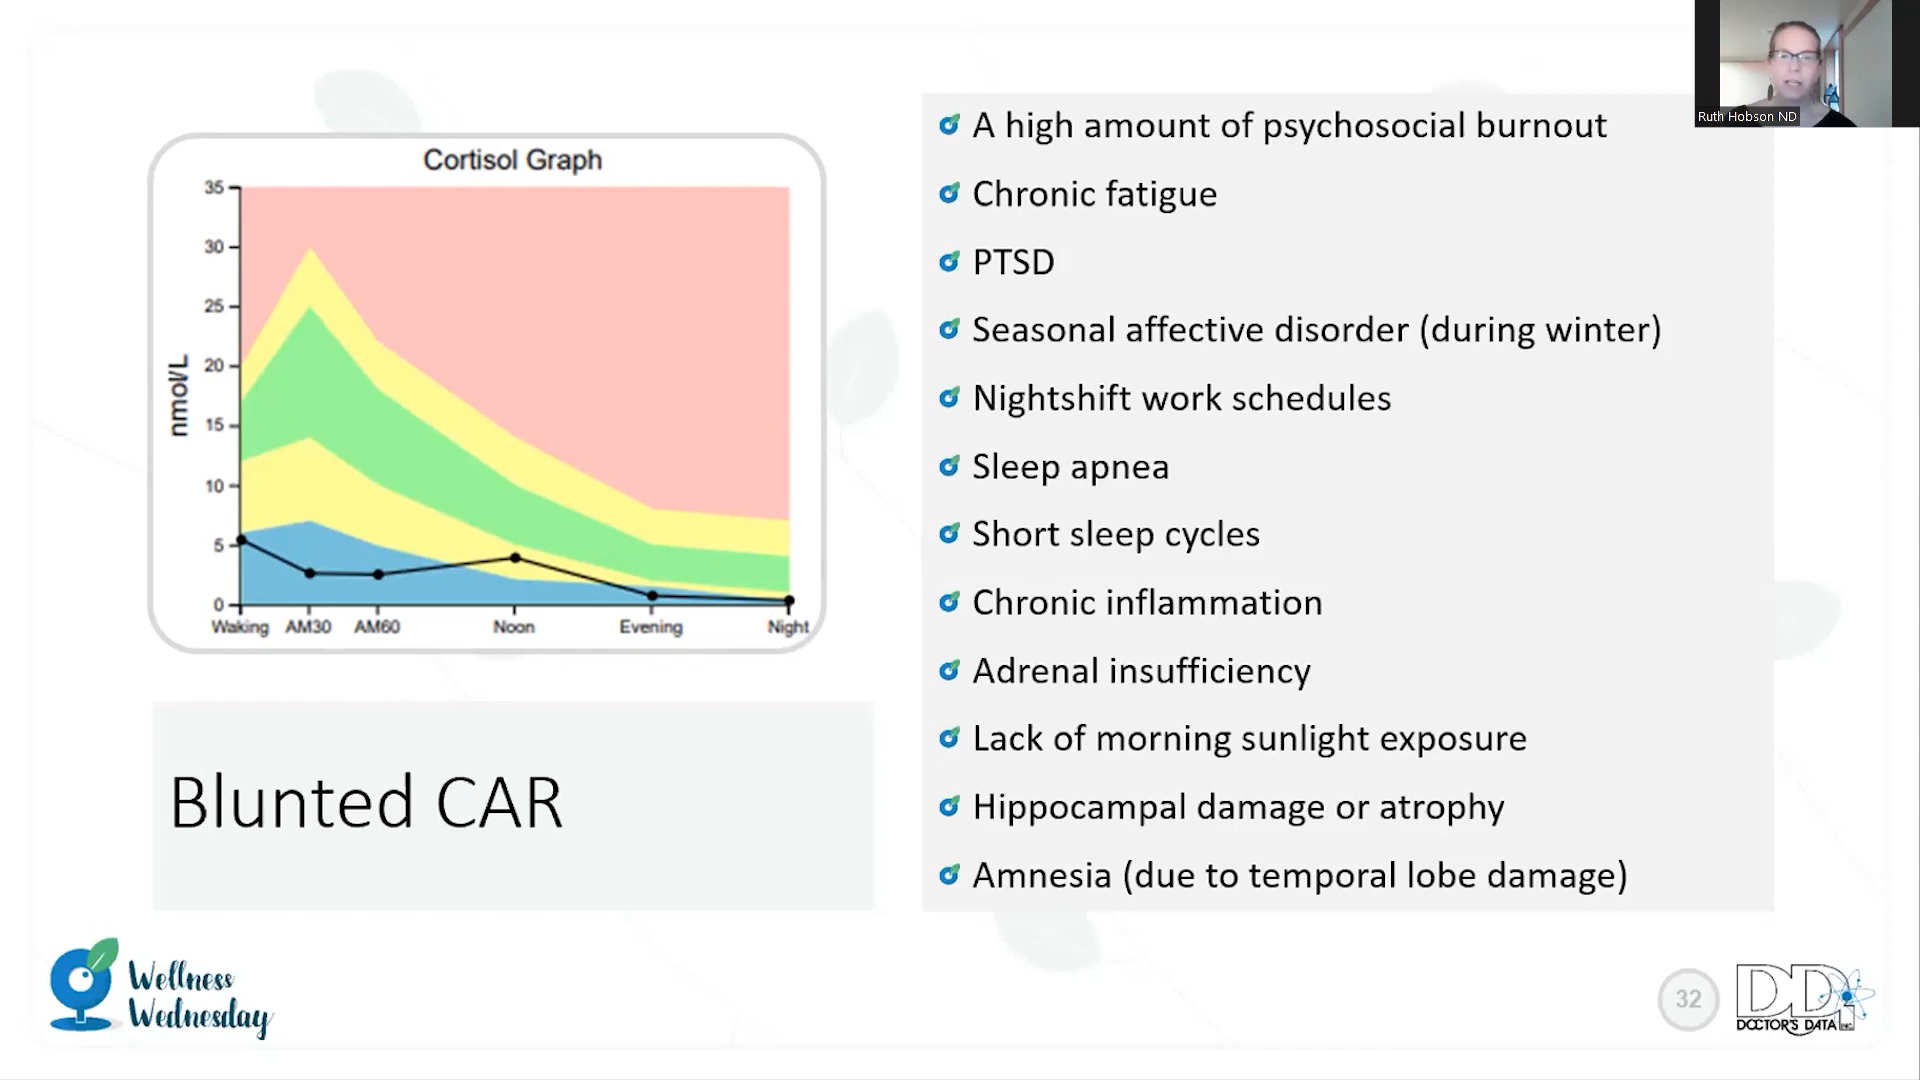 Ruth Hobson ND
Cortisol Graph
35
30
25
20
15
10
5
0
nmol/L
Waking AM30 AM60 Noon Evening Night
Blunted CAR
A high amount of psychosocial burnout
Chronic fatigue
PTSD
Seasonal affective disorder (during winter)
Nightshift work schedules
Sleep apnea
Short sleep cycles
Chronic inflammation
Adrenal insufficiency
Lack of morning sunlight exposure
Hippocampal damage or atrophy
Amnesia (due to temporal lobe damage)
Wellness
Wednesday
32
DDI
DOCTOR'S DATA INC